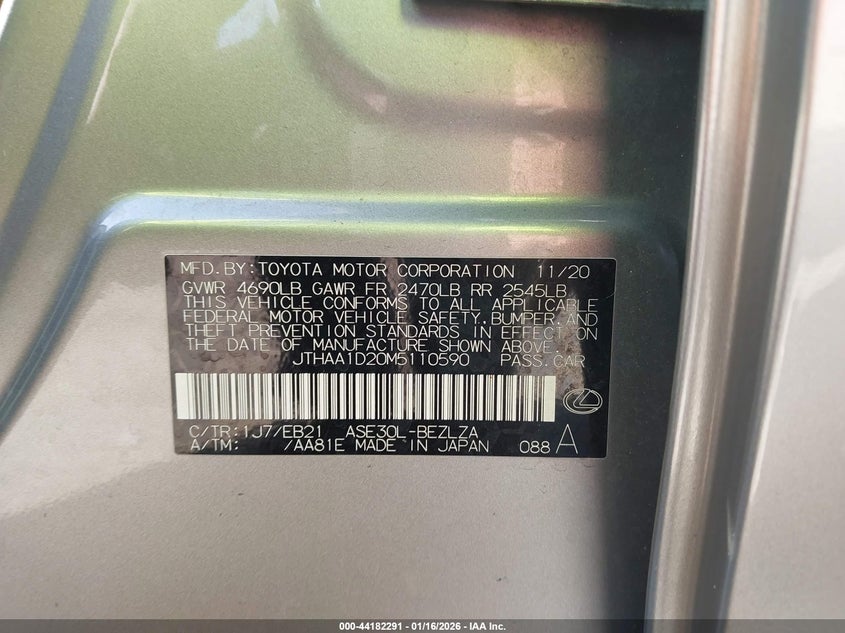 MFD.BY:TOYOTA MOTOR CORPORATION 11/20
GVWR 4690LB GAWR FR 2470LB RR 2545LB
THIS VEHICLE CONFORMS TO ALL APPLICABLE
FEDERAL MOTOR VEHICLE SAFETY,BUMPER,AND
THEFT PREVENTION STANDARDS IN EFFECT ON
THE DATE OF MANUFACTURE SHOWN ABOVE.
JTHAA1D20M5110590 PASS.CAR
C/TR:1J7/EB21 ASE30L-BEZLZA
A/TM: /AA81E MADE IN JAPAN 088 A
000-44182291 - 01/16/2026 - IAA Inc.